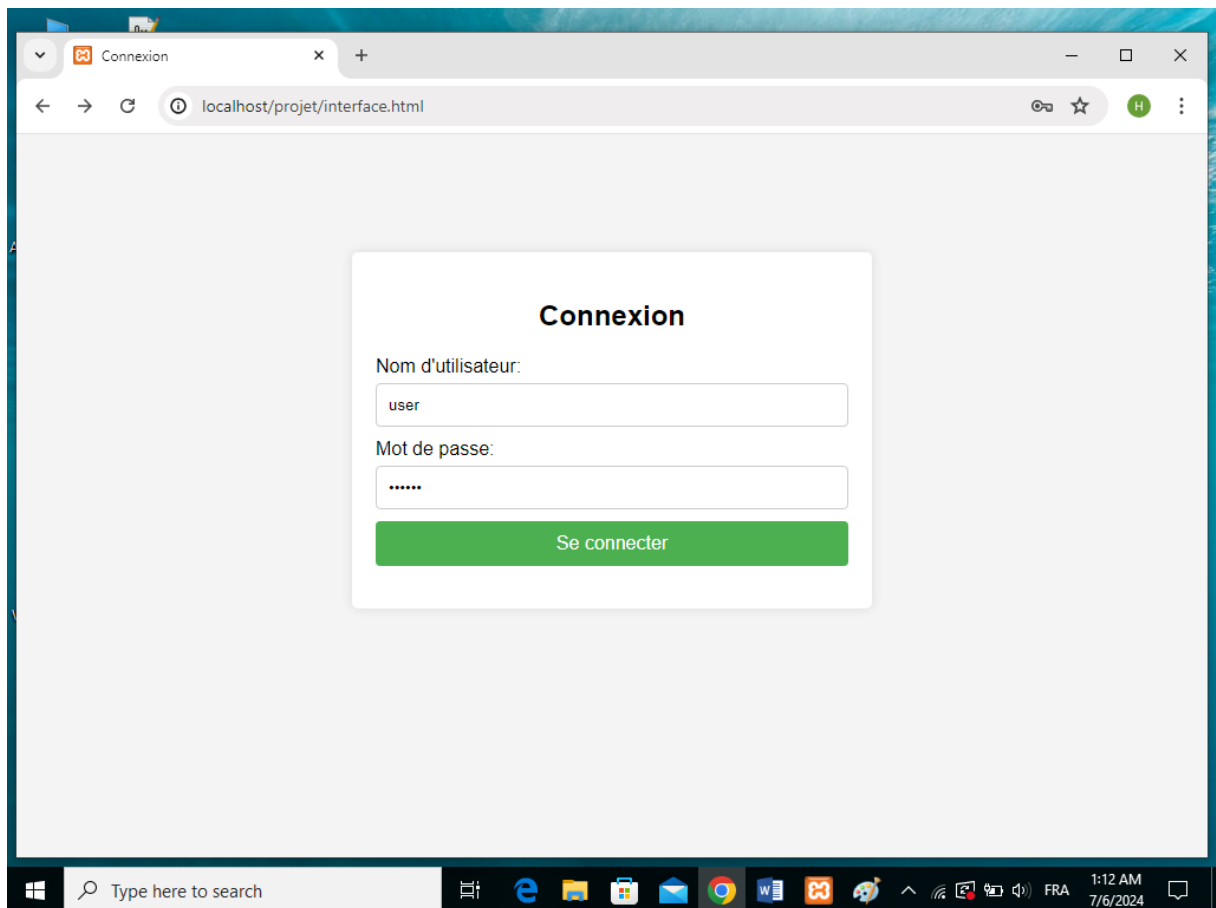 Connexion
localhost/projet/interface.html
H
Connexion
Nom d'utilisateur:
user
Mot de passe:
••••••
Se connecter
Type here to search
FRA
1:12 AM
7/6/2024